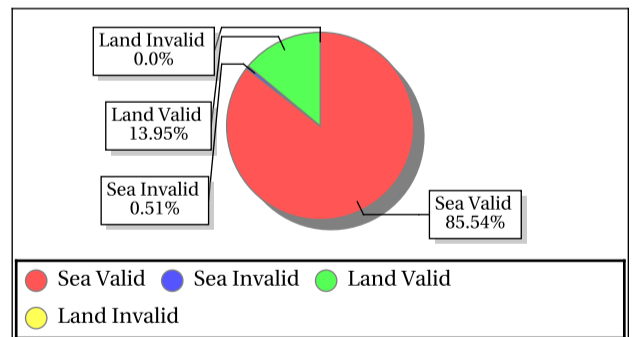 Land Invalid
0.0%
Land Valid
13.95%
Sea Invalid
0.51%
Sea Valid
85.54%
Sea Valid
Sea Invalid
Land Valid
Land Invalid